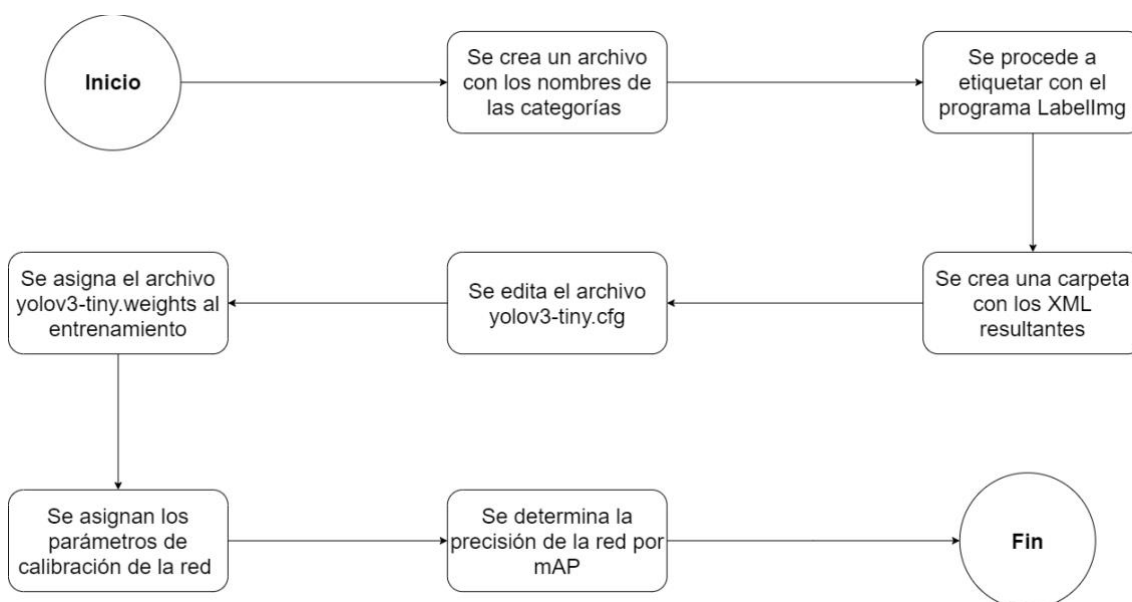 Inicio
Se crea un archivo
con los nombres de
las categorías
Se procede a
etiquetar con el
programa LabelImg
Se crea una carpeta
con los XML
resultantes
Se edita el archivo
yolov3-tiny.cfg
Se asigna el archivo
yolov3-tiny.weights al
entrenamiento
Se asignan los
parámetros de
calibración de la red
Se determina la
precisión de la red por
mAP
Fin